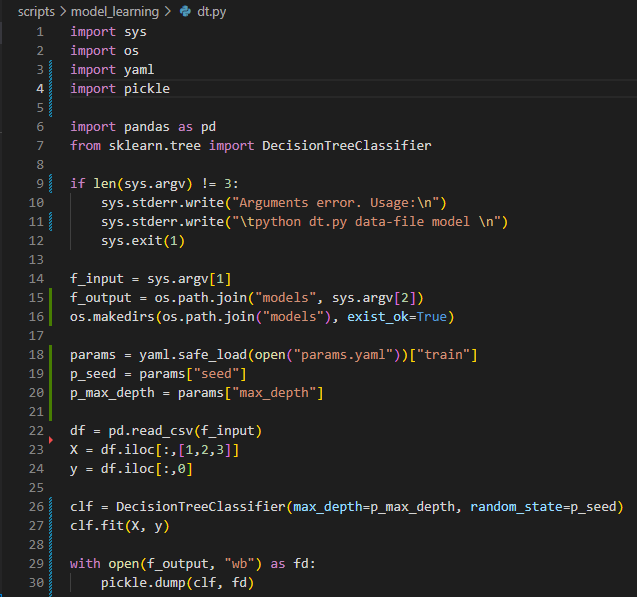 scripts > model_learning > dt.py
1 import sys
2 import os
3 import yaml
4 import pickle
5
6 import pandas as pd
7 from sklearn.tree import DecisionTreeClassifier
8
9 if len(sys.argv) != 3:
10     sys.stderr.write("Arguments error. Usage:\n")
11     sys.stderr.write("\tpython dt.py data-file model \n")
12     sys.exit(1)
13
14 f_input = sys.argv[1]
15 f_output = os.path.join("models", sys.argv[2])
16 os.makedirs(os.path.join("models"), exist_ok=True)
17
18 params = yaml.safe_load(open("params.yaml"))["train"]
19 p_seed = params["seed"]
20 p_max_depth = params["max_depth"]
21
22 df = pd.read_csv(f_input)
23 X = df.iloc[:,[1,2,3]]
24 y = df.iloc[:,0]
25
26 clf = DecisionTreeClassifier(max_depth=p_max_depth, random_state=p_seed)
27 clf.fit(X, y)
28
29 with open(f_output, "wb") as fd:
30     pickle.dump(clf, fd)